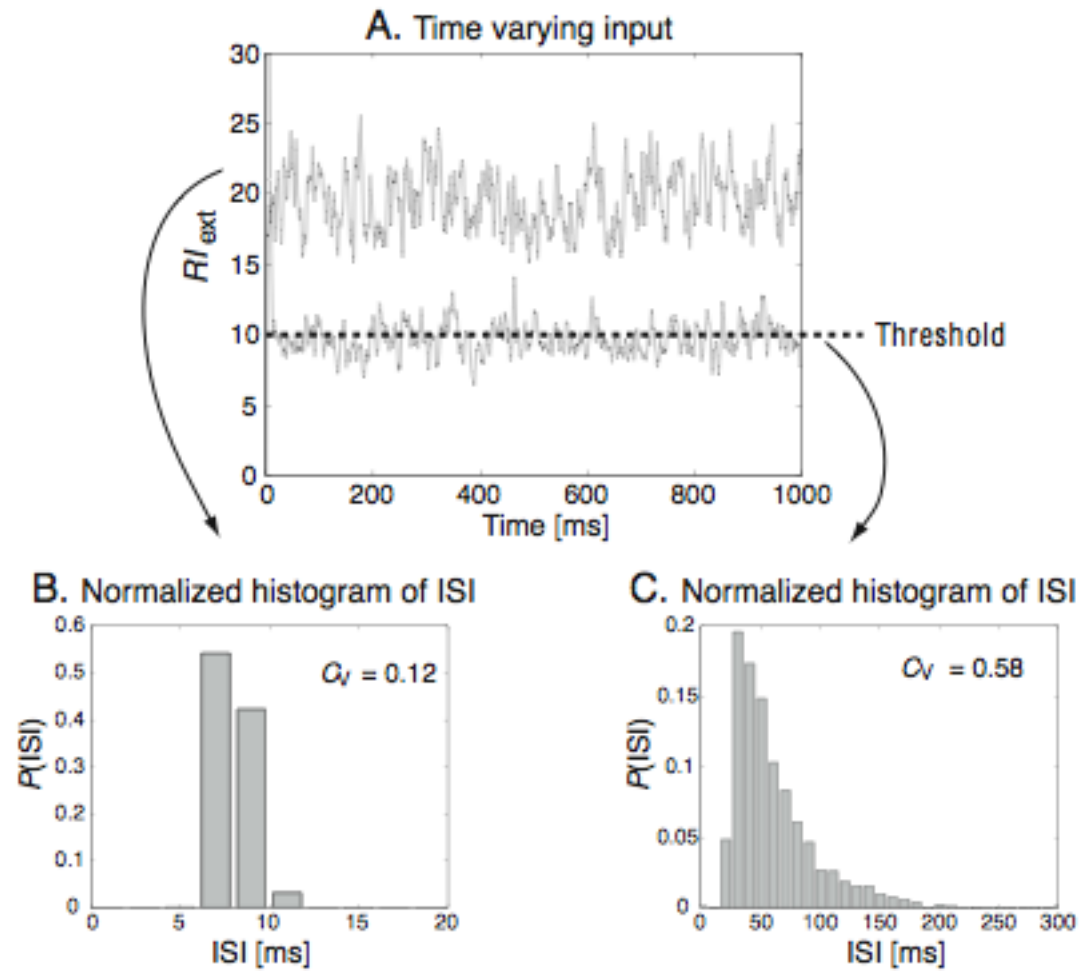 A. Time varying input
30
25
20
15
10
5
0
RI ext
Threshold
0 200 400 600 800 1000
Time [ms]
B. Normalized histogram of ISI
0.6
0.5
0.4
0.3
0.2
0.1
0
P(ISI)
C_V = 0.12
0 5 10 15 20
ISI [ms]
C. Normalized histogram of ISI
0.2
0.15
0.1
0.05
0
P(ISI)
C_V = 0.58
0 50 100 150 200 250 300
ISI [ms]